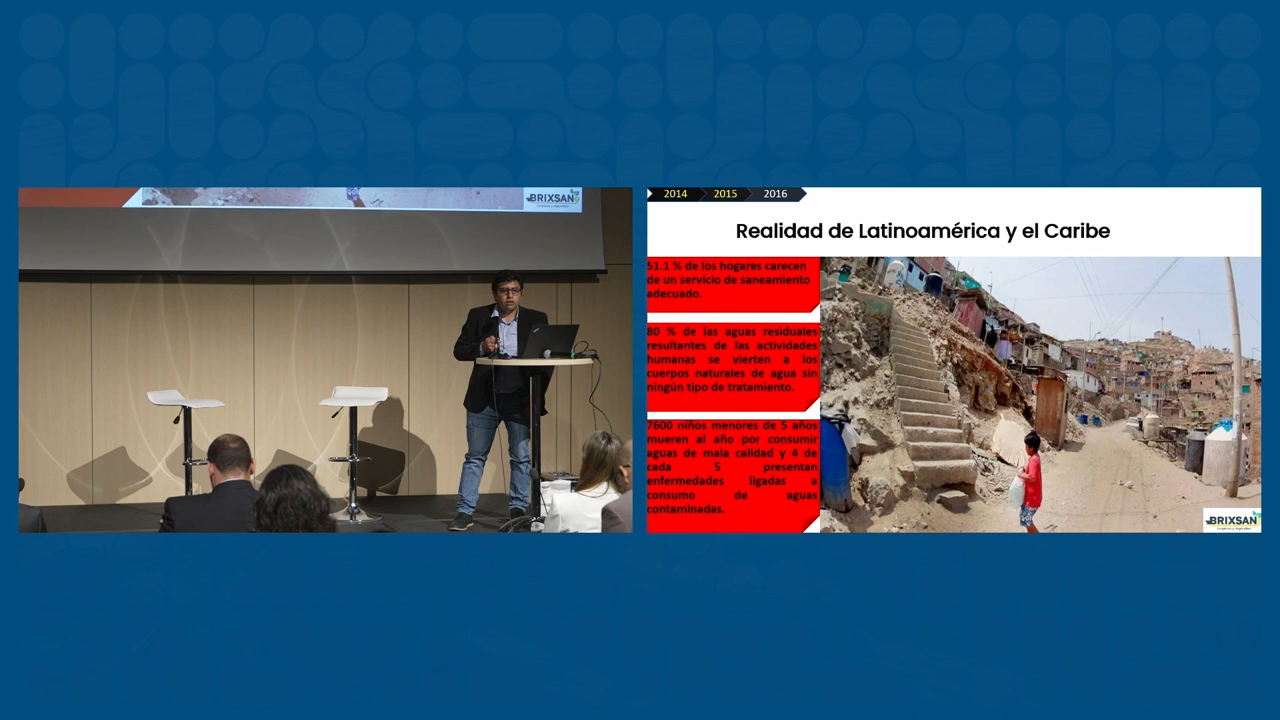 BRIXSAN
2014 2015 2016
Realidad de Latinoamérica y el Caribe
51.1 % de los hogares carecen
de un servicio de saneamiento
adecuado.
80 % de las aguas residuales
resultantes de las actividades
humanas se vierten a los
cuerpos naturales de agua sin
ningún tipo de tratamiento.
7600 niños menores de 5 años
mueren al año por consumir
aguas de mala calidad y 4 de
cada 5 presentan
enfermedades ligadas a
consumo de aguas
contaminadas.
BRIXSAN